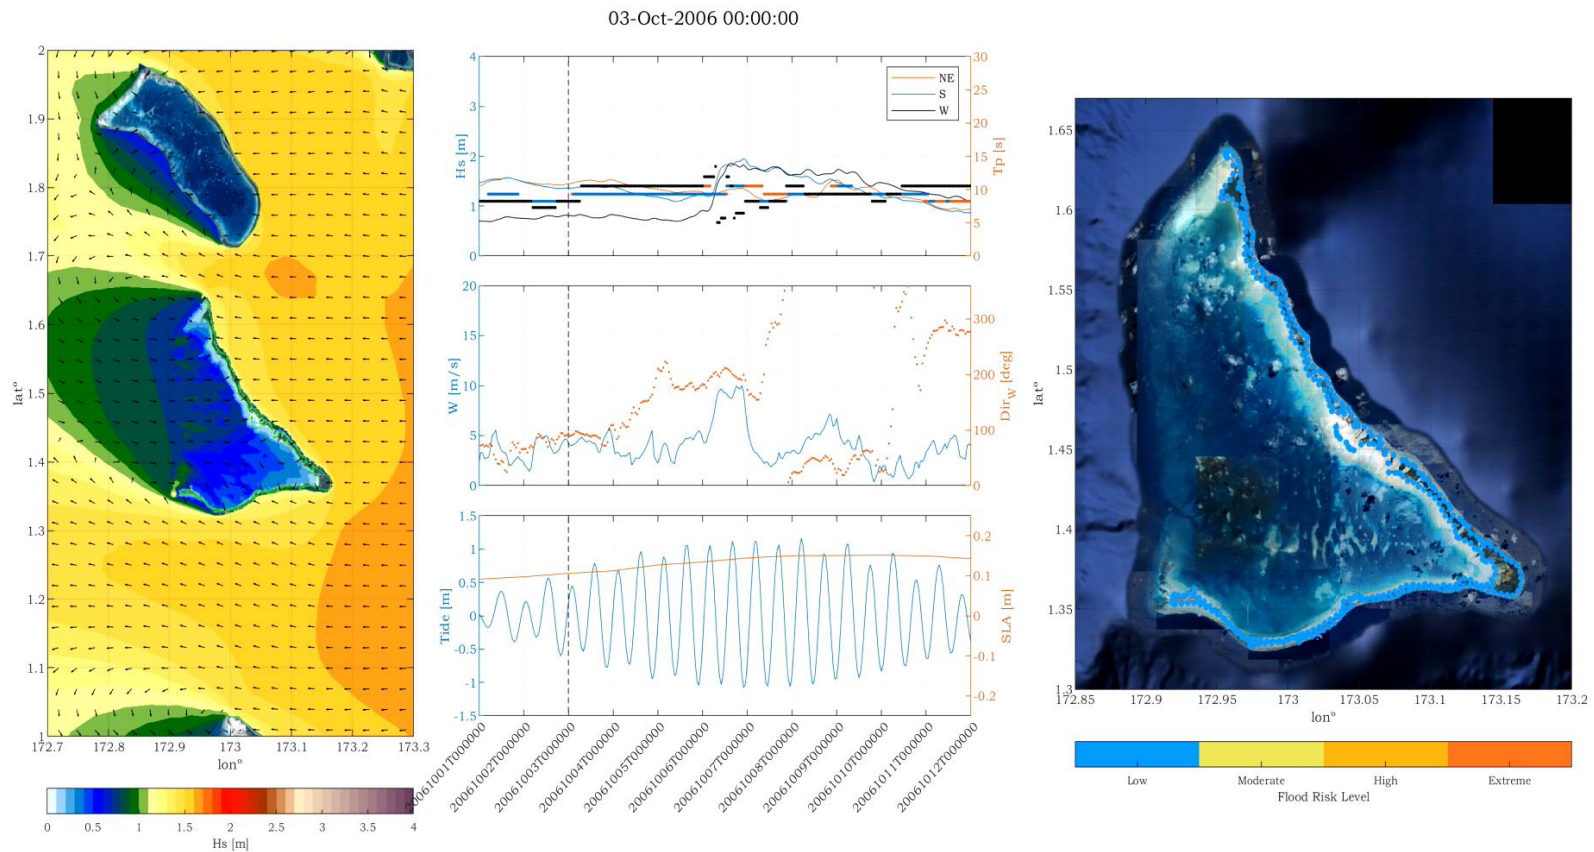 03-Oct-2006 00:00:00
2
1.9
1.8
1.7
1.6
1.5
1.4
1.3
1.2
1.1
1
latº
172.7 172.8 172.9 173 173.1 173.2 173.3
lonº
0 0.5 1 1.5 2 2.5 3 3.5 4
Hs [m]
4
3
2
1
0
Hs [m]
NE
S
W
30
25
20
15
10
5
0
Tp [s]
20
15
10
5
0
W [m/s]
300
200
100
0
Dir_W [deg]
1.5
1
0.5
0
-0.5
-1
-1.5
Tide [m]
0.2
0.1
0
-0.1
-0.2
SLA [m]
20061001T000000
20061002T000000
20061003T000000
20061004T000000
20061005T000000
20061006T000000
20061007T000000
20061008T000000
20061009T000000
20061010T000000
20061011T000000
20061012T000000
1.65
1.6
1.55
1.5
1.45
1.4
1.35
1.3
latº
172.85 172.9 172.95 173 173.05 173.1 173.15 173.2
lonº
Low Moderate High Extreme
Flood Risk Level